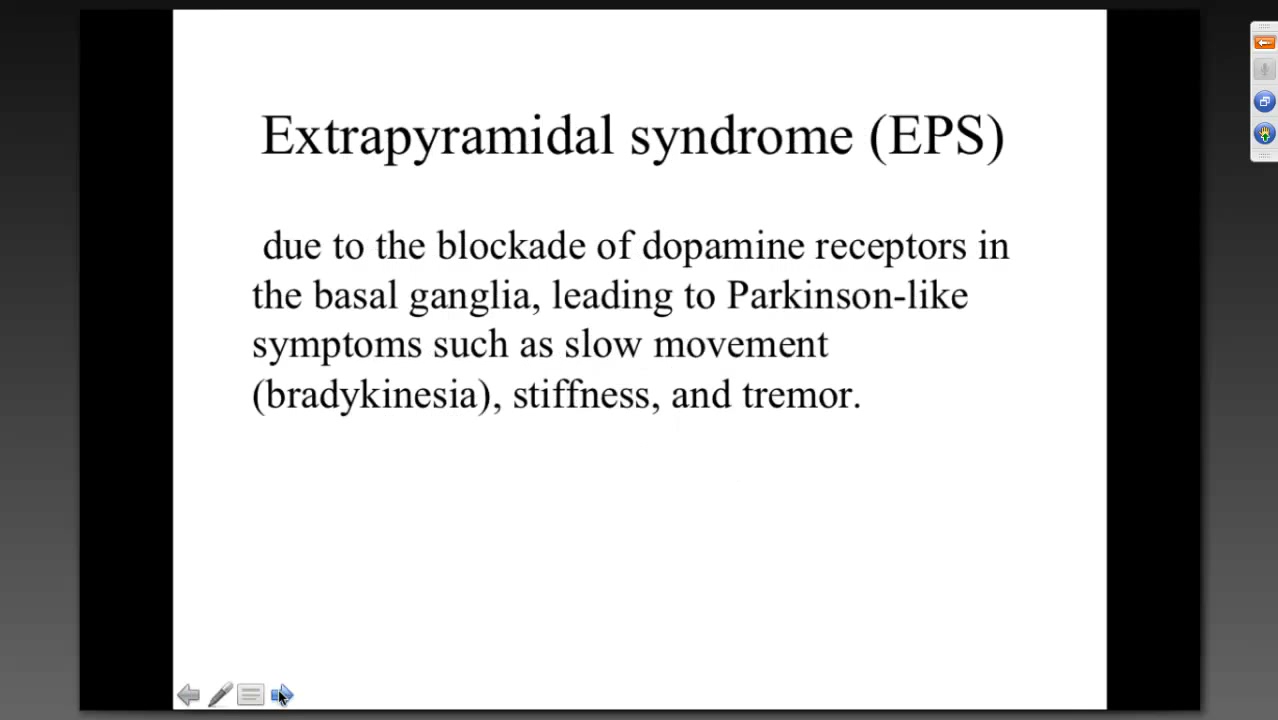 Extrapyramidal syndrome (EPS)
due to the blockade of dopamine receptors in
the basal ganglia, leading to Parkinson-like
symptoms such as slow movement
(bradykinesia), stiffness, and tremor.